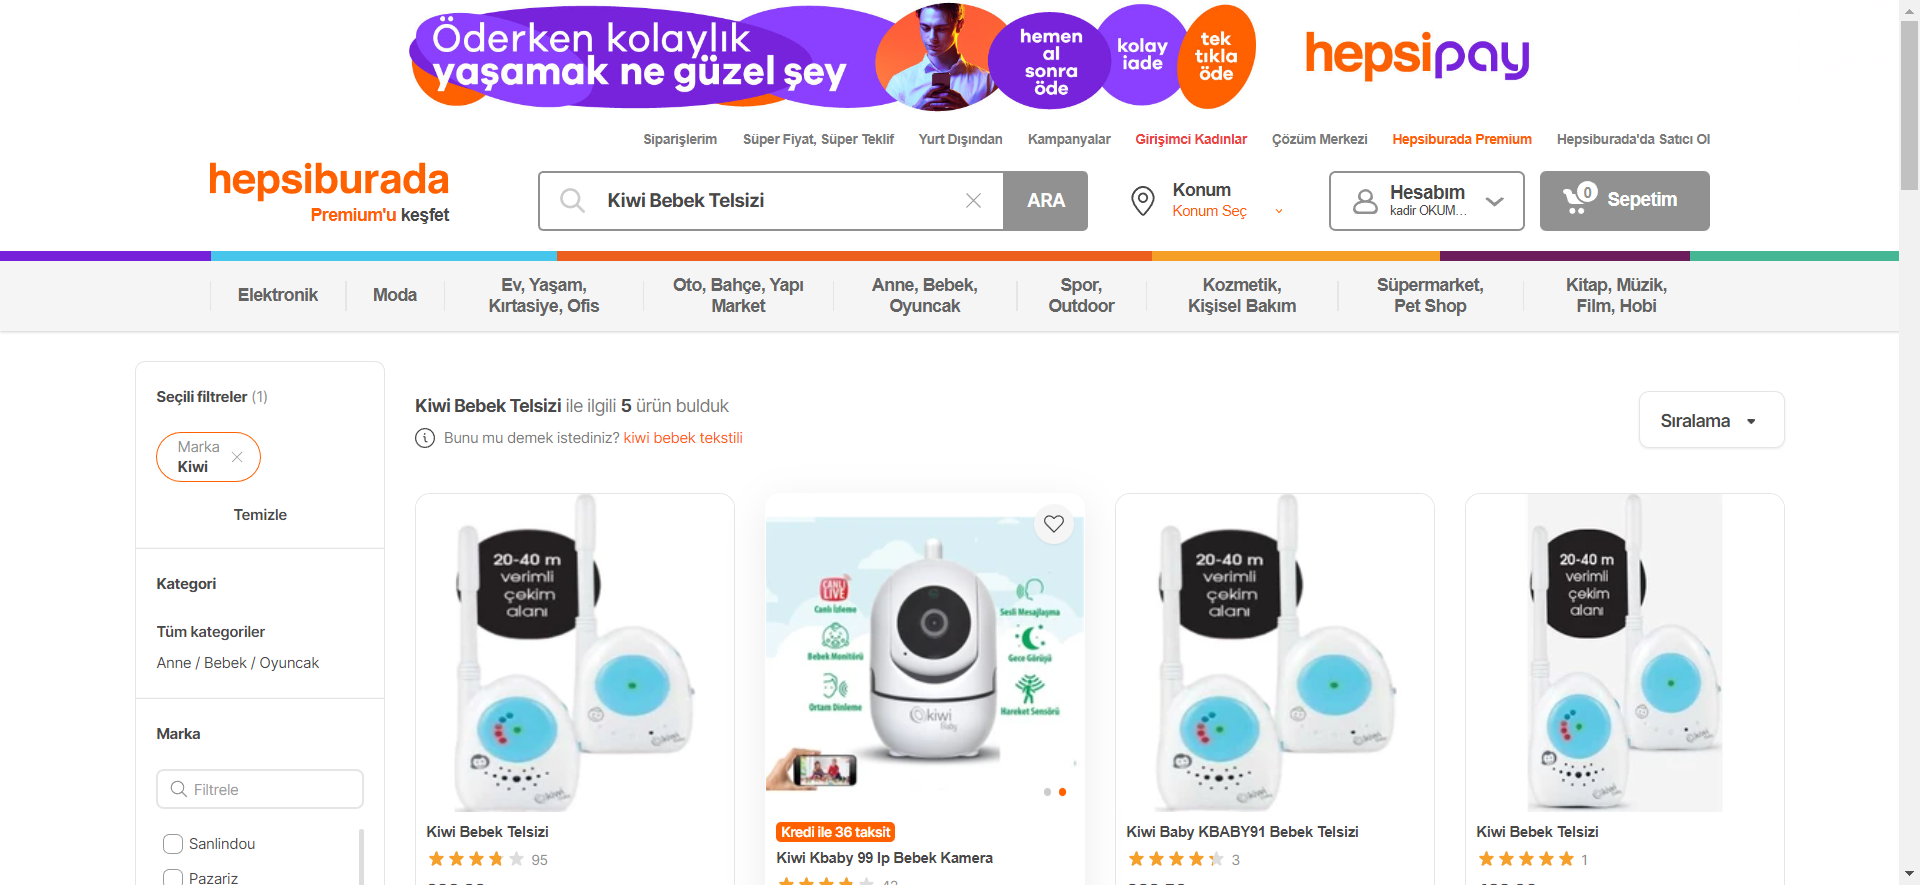 Öderken kolaylık
yaşamak ne güzel şey
hemen
al
sonra
öde
kolay
iade
tek
tıkla
öde
hepsipay
Siparişlerim
Süper Fiyat, Süper Teklif
Yurt Dışından
Kampanyalar
Girişimci Kadınlar
Çözüm Merkezi
Hepsiburada Premium
Hepsiburada'da Satıcı Ol
hepsiburada
Premium'u keşfet
Kiwi Bebek Telsizi
ARA
Konum
Konum Seç
Hesabım
kadir OKUM...
0
Sepetim
Elektronik
Moda
Ev, Yaşam,
Kırtasiye, Ofis
Oto, Bahçe, Yapı
Market
Anne, Bebek,
Oyuncak
Spor,
Outdoor
Kozmetik,
Kişisel Bakım
Süpermarket,
Pet Shop
Kitap, Müzik,
Film, Hobi
Seçili filtreler (1)
Marka
Kiwi
Temizle
Kategori
Tüm kategoriler
Anne / Bebek / Oyuncak
Marka
Filtrele
Sanlindou
Pazariz
Kiwi Bebek Telsizi ile ilgili 5 ürün bulduk
Bunu mu demek istediniz? kiwi bebek tekstili
Sıralama
20-40 m
verimli
çekim
alanı
kiwi
Kiwi Bebek Telsizi
95
CANLI
LIVE
Canlı İzleme
Bebek Monitörü
Ortam Dinleme
Sesli Mesajlaşma
Gece Görüşü
Hareket Sensörü
kiwi
baby
Kredi ile 36 taksit
Kiwi Kbaby 99 Ip Bebek Kamera
20-40 m
verimli
çekim
alanı
kiwi
Kiwi Baby KBABY91 Bebek Telsizi
3
20-40 m
verimli
çekim
alanı
kiwi
Kiwi Bebek Telsizi
1